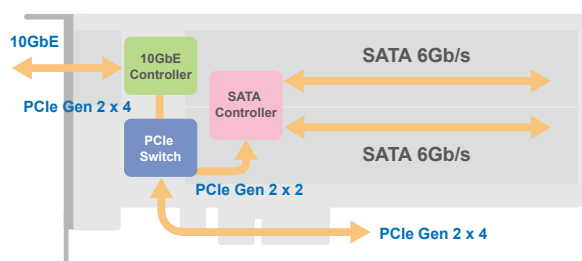 10GbE
10GbE
Controller
SATA 6Gb/s
PCIe Gen 2 x 4
SATA
Controller
PCIe
Switch
SATA 6Gb/s
PCIe Gen 2 x 2
PCIe Gen 2 x 4